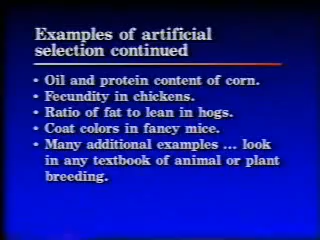 Examples of artificial
selection continued
• Oil and protein content of corn.
• Fecundity in chickens.
• Ratio of fat to lean in hogs.
• Coat colors in fancy mice.
• Many additional examples ... look
in any textbook of animal or plant
breeding.